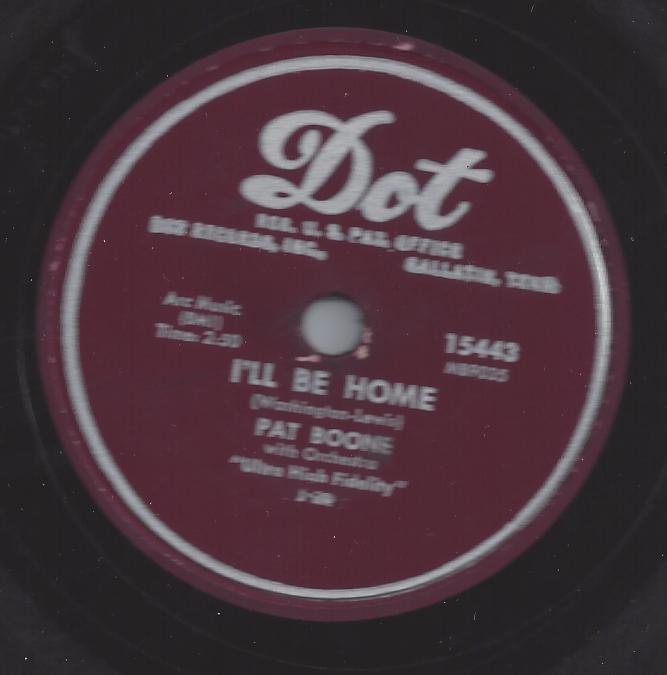 Dot
REG. U. S. PAT. OFFICE
DOT RECORDS, INC.
GALLATIN, TENN.
Arc Music
(BMI)
Time: 2:50
15443
I'LL BE HOME
(Washington-Lewis)
PAT BOONE
with Orchestra
"Ultra High Fidelity"